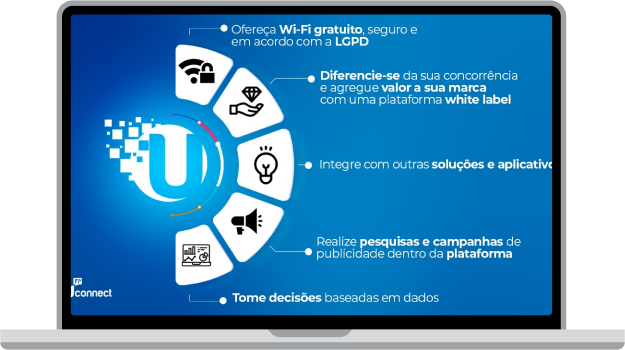 Ofereça Wi-Fi gratuito, seguro e
em acordo com a LGPD
Diferencie-se da sua concorrência
e agregue valor a sua marca
com uma plataforma white label
U
Integre com outras soluções e aplicativo
Realize pesquisas e campanhas de
publicidade dentro da plataforma
connect
Tome decisões baseadas em dados